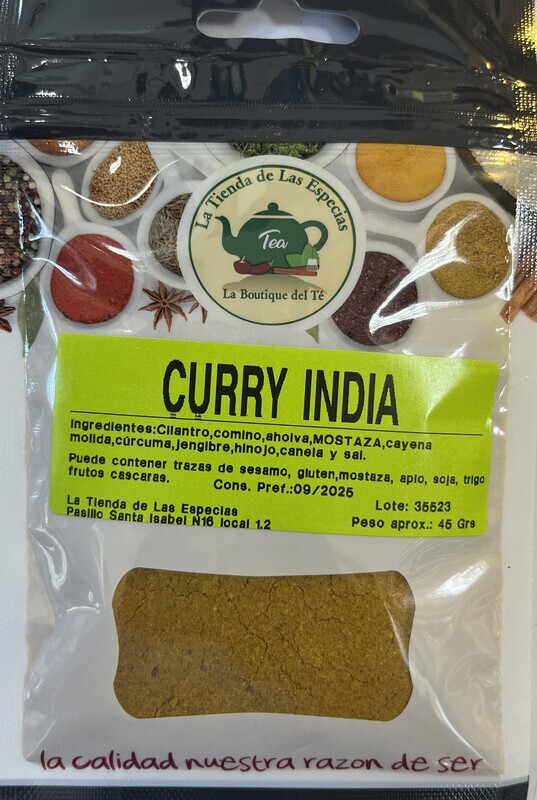 La Tienda de Las Especias
Tea
La Boutique del Té
CURRY INDIA
Ingredientes:Cilantro,comino,aholva,MOSTAZA,cayena
molida,cúrcuma,jengibre,hinojo,canela y sal.
Puede contener trazas de sesamo, gluten,mostaza, apio, soja, trigo
frutos cascaras.
Cons. Pref.:09/2025
Lote: 35523
La Tienda de Las Especias
Pasillo Santa Isabel N16 local 1,2
Peso aprox.: 45 Grs
la calidad nuestra razon de ser